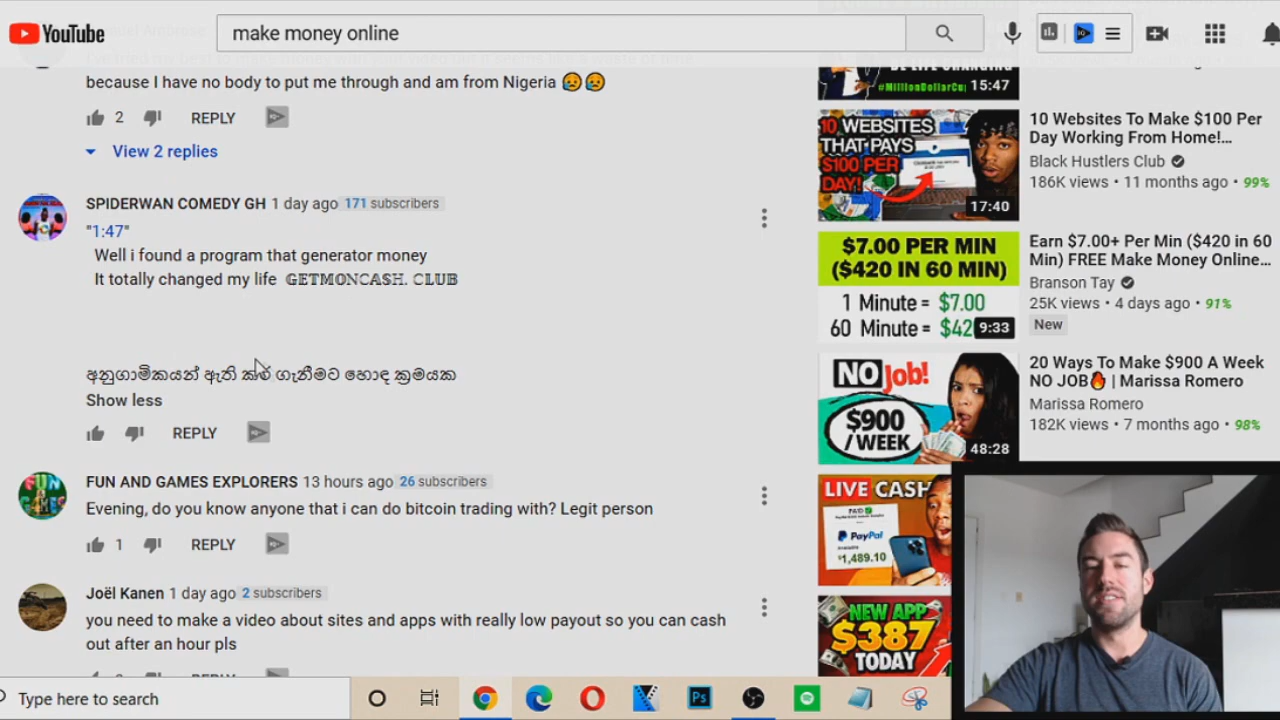 YouTube
make money online
because I have no body to put me through and am from Nigeria 😥😥
2
REPLY
View 2 replies
SPIDERWAN COMEDY GH 1 day ago 171 subscribers
"1:47"
Well i found a program that generator money
It totally changed my life GETMONCASH. CLUB
අනුගාමිකයන් ඇති කර ගැනීමට හොඳ ක්‍රමයක
Show less
REPLY
FUN AND GAMES EXPLORERS 13 hours ago 26 subscribers
Evening, do you know anyone that i can do bitcoin trading with? Legit person
1
REPLY
Joël Kanen 1 day ago 2 subscribers
you need to make a video about sites and apps with really low payout so you can cash
out after an hour pls
15:47
10 WEBSITES
THAT PAYS
$100 PER
DAY!
17:40
10 Websites To Make $100 Per
Day Working From Home!...
Black Hustlers Club
186K views • 11 months ago • 99%
$7.00 PER MIN
($420 IN 60 MIN)
1 Minute = $7.00
60 Minute = $42
9:33
Earn $7.00+ Per Min ($420 in 60
Min) FREE Make Money Online...
Branson Tay
25K views • 4 days ago • 91%
New
NO Job!
$900
/WEEK
48:28
20 Ways To Make $900 A Week
NO JOB🔥 | Marissa Romero
Marissa Romero
182K views • 7 months ago • 98%
LIVE CASH
PAID
PayPal
$1,489.10
NEW APP
$387
TODAY
Type here to search